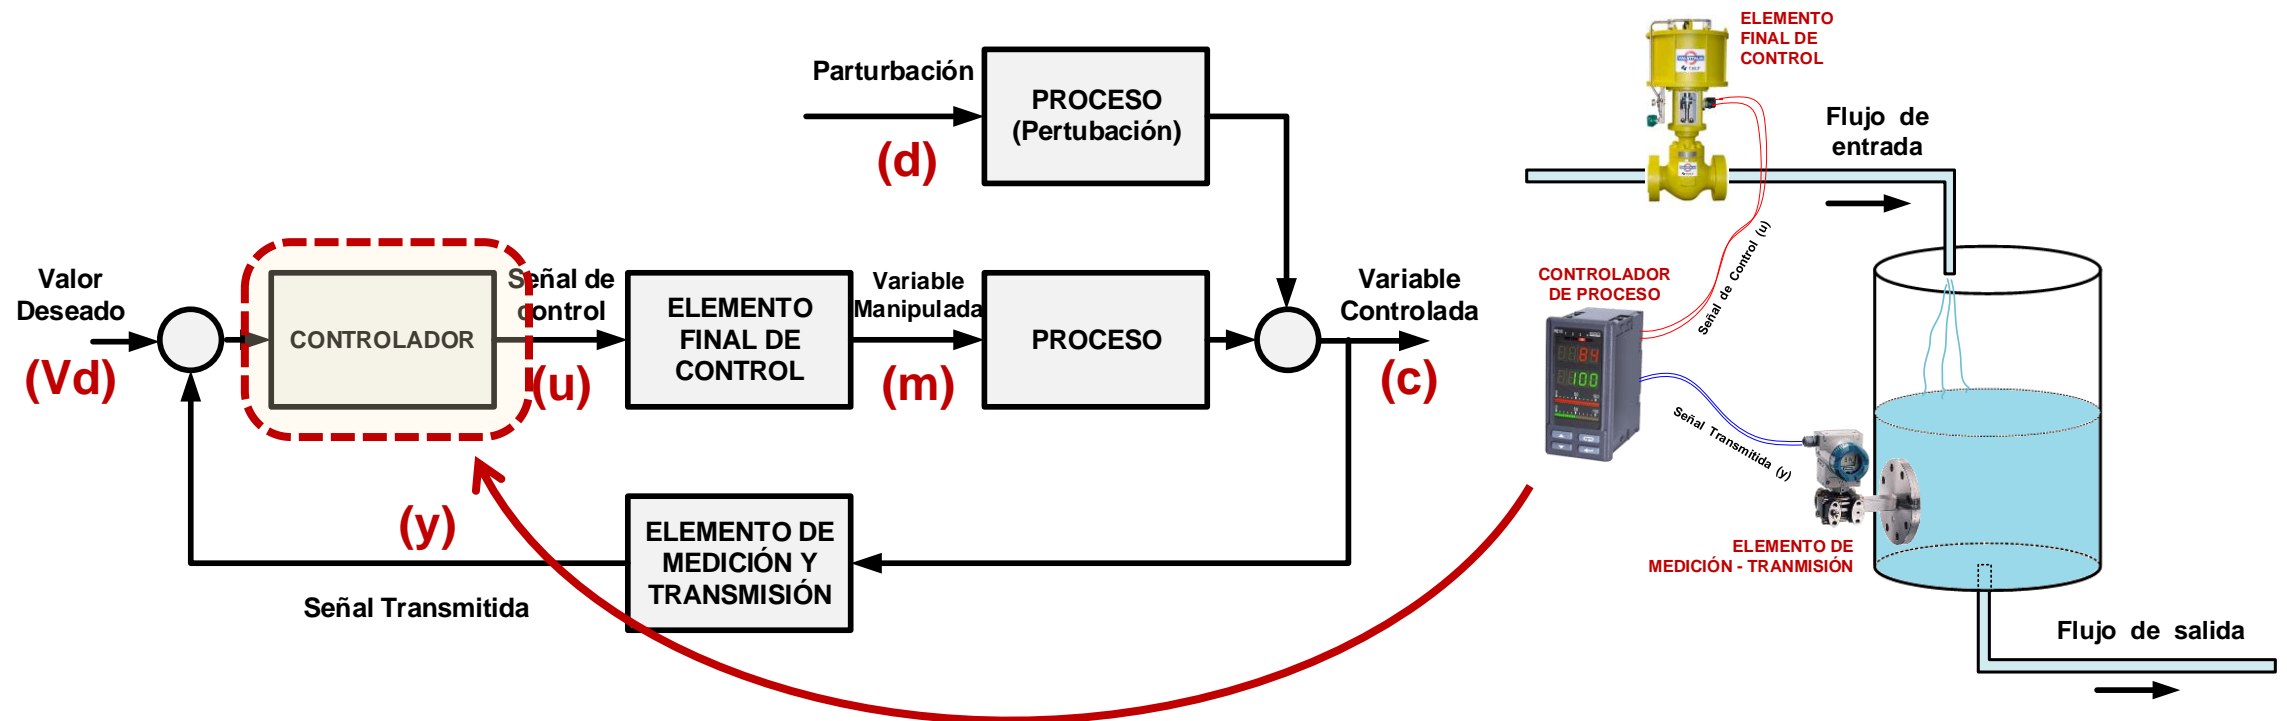 Parturbación
(d)
PROCESO
(Pertubación)
Valor
Deseado
(Vd)
CONTROLADOR
Señal de
control
(u)
ELEMENTO
FINAL DE
CONTROL
Variable
Manipulada
(m)
PROCESO
Variable
Controlada
(c)
(y)
Señal Transmitida
ELEMENTO DE
MEDICIÓN Y
TRANSMISIÓN
ELEMENTO
FINAL DE
CONTROL
Flujo de
entrada
Señal de Control (u)
CONTROLADOR
DE PROCESO
84
100
Señal Transmitida (y)
ELEMENTO DE
MEDICIÓN - TRANMISIÓN
Flujo de salida